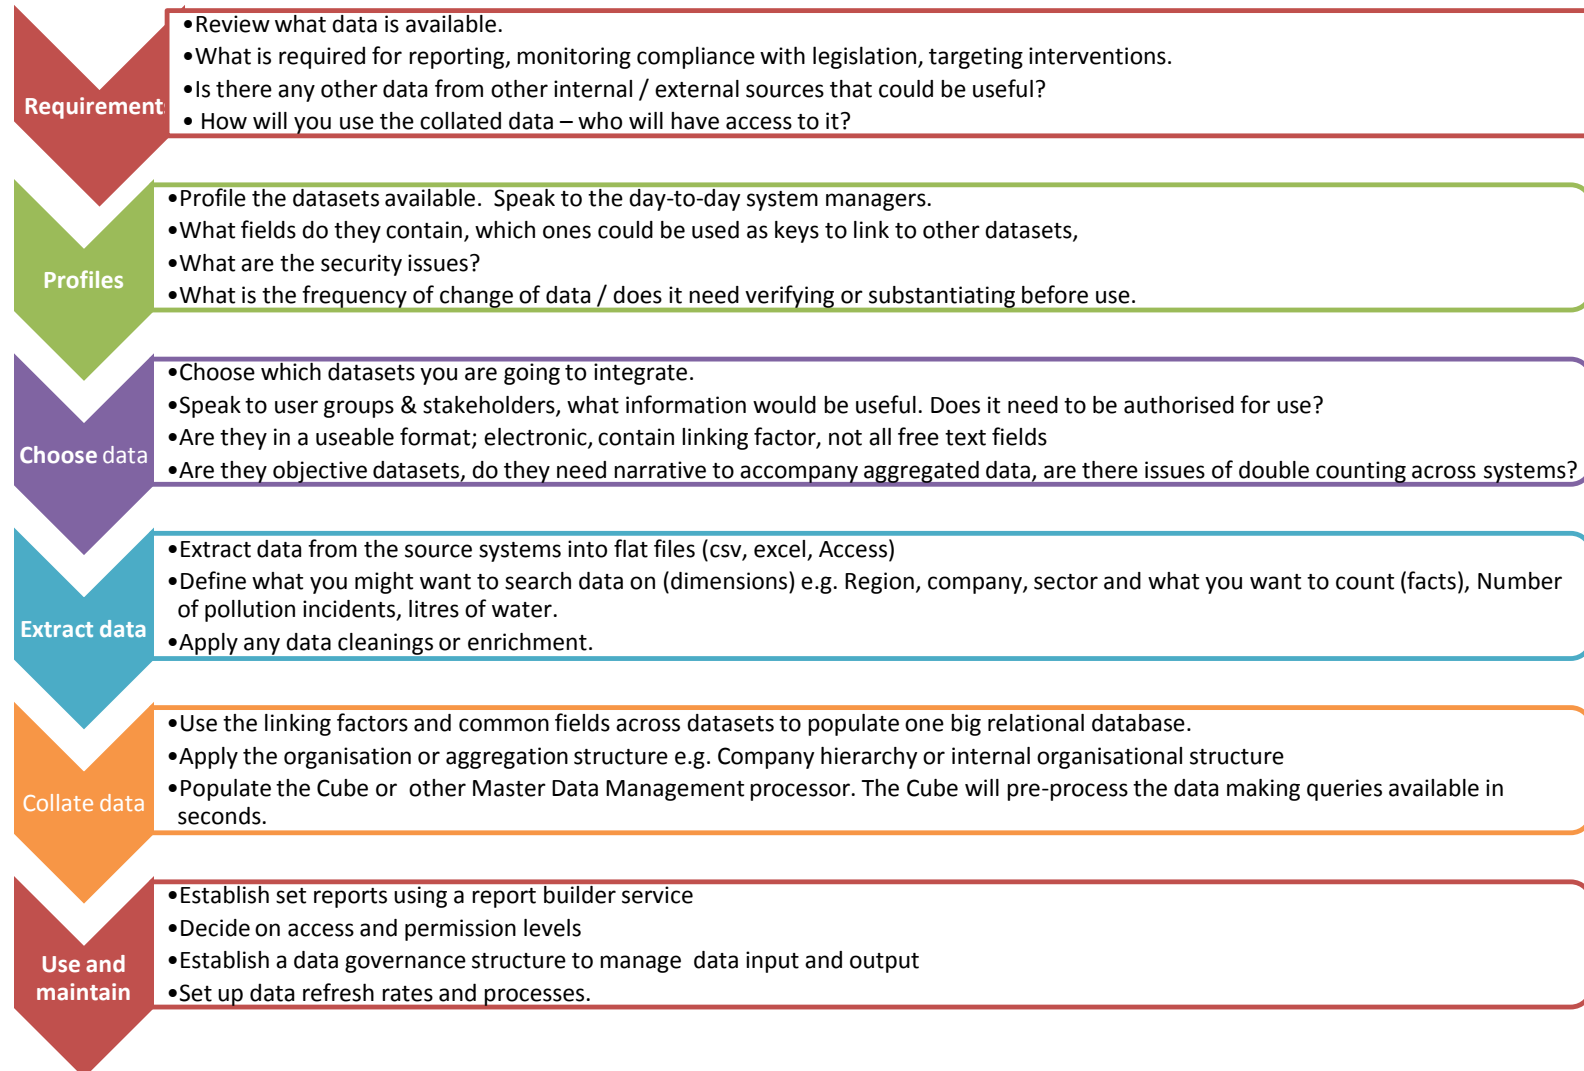 Requirement
•Review what data is available.
•What is required for reporting, monitoring compliance with legislation, targeting interventions.
•Is there any other data from other internal / external sources that could be useful?
• How will you use the collated data – who will have access to it?
Profiles
•Profile the datasets available.  Speak to the day-to-day system managers.
•What fields do they contain, which ones could be used as keys to link to other datasets,
•What are the security issues?
•What is the frequency of change of data / does it need verifying or substantiating before use.
Choose data
•Choose which datasets you are going to integrate.
•Speak to user groups & stakeholders, what information would be useful. Does it need to be authorised for use?
•Are they in a useable format; electronic, contain linking factor, not all free text fields
•Are they objective datasets, do they need narrative to accompany aggregated data, are there issues of double counting across systems?
Extract data
•Extract data from the source systems into flat files (csv, excel, Access)
•Define what you might want to search data on (dimensions) e.g. Region, company, sector and what you want to count (facts), Number
of pollution incidents, litres of water.
•Apply any data cleanings or enrichment.
Collate data
•Use the linking factors and common fields across datasets to populate one big relational database.
•Apply the organisation or aggregation structure e.g. Company hierarchy or internal organisational structure
•Populate the Cube or  other Master Data Management processor. The Cube will pre-process the data making queries available in
seconds.
Use and
maintain
•Establish set reports using a report builder service
•Decide on access and permission levels
•Establish a data governance structure to manage  data input and output
•Set up data refresh rates and processes.